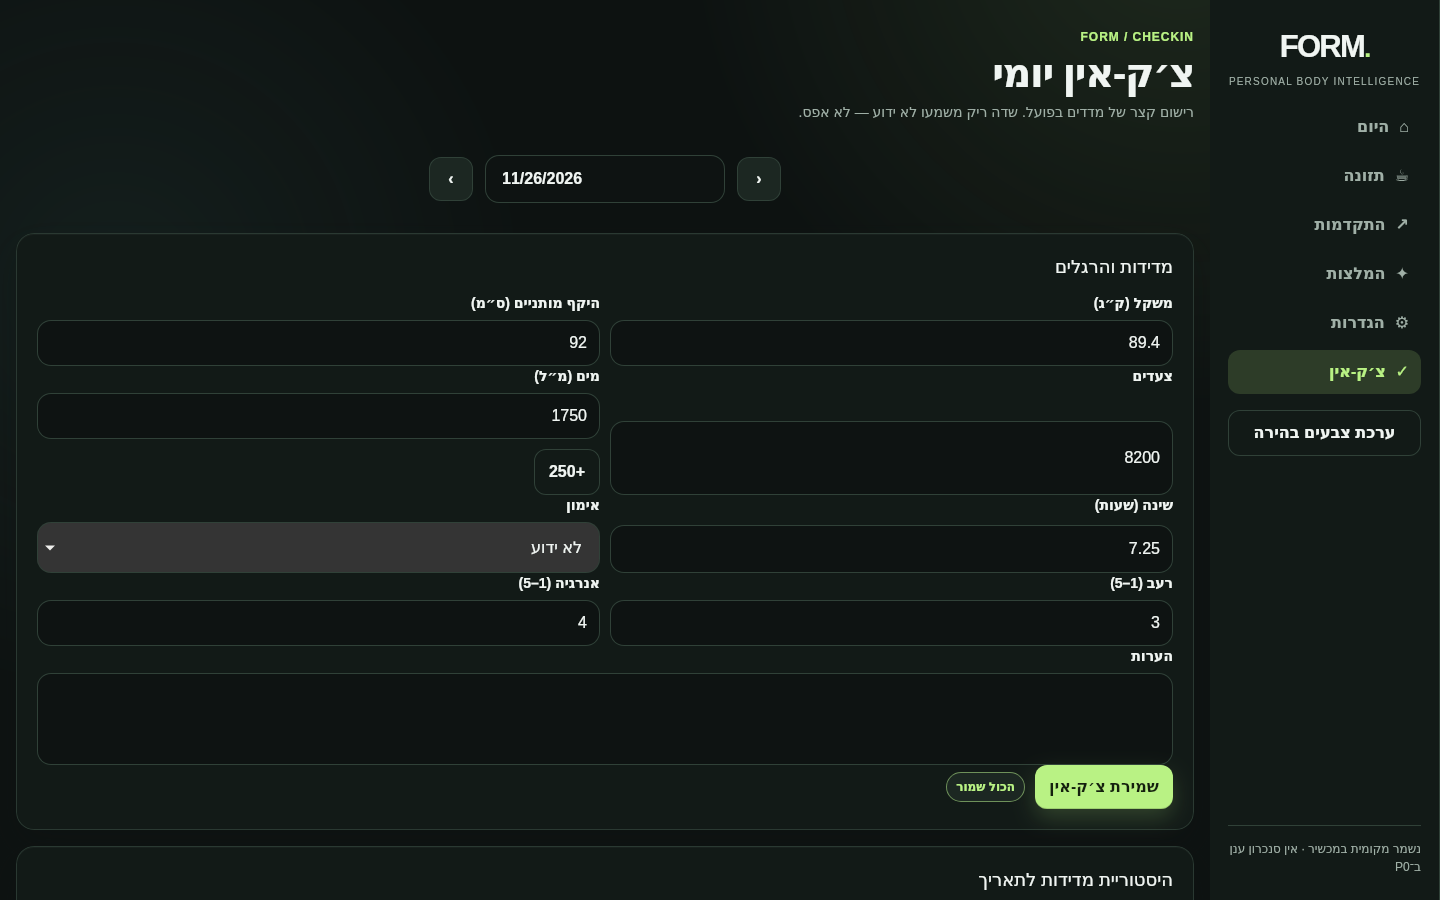 FORM.
PERSONAL BODY INTELLIGENCE
היום
תזונה
התקדמות
המלצות
הגדרות
צ׳ק-אין
ערכת צבעים בהירה
נשמר מקומית במכשיר · אין סנכרון ענן
ב־P0
FORM / CHECKIN
צ׳ק-אין יומי
רישום קצר של מדדים בפועל. שדה ריק משמעו לא ידוע — לא אפס.
11/26/2026
מדידות והרגלים
משקל (ק״ג)
89.4
היקף מותניים (ס״מ)
92
צעדים
8200
מים (מ״ל)
1750
+250
שינה (שעות)
7.25
אימון
לא ידוע
רעב (1–5)
3
אנרגיה (1–5)
4
הערות
שמירת צ׳ק-אין
הכול שמור
היסטוריית מדידות לתאריך